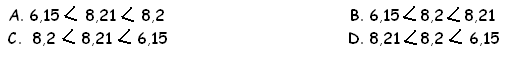 A. 6,15 < 8,21 < 8,2 B. 6,15 < 8,2 < 8,21
C. 8,2 < 8,21 < 6,15 D. 8,21 < 8,2 < 6,15